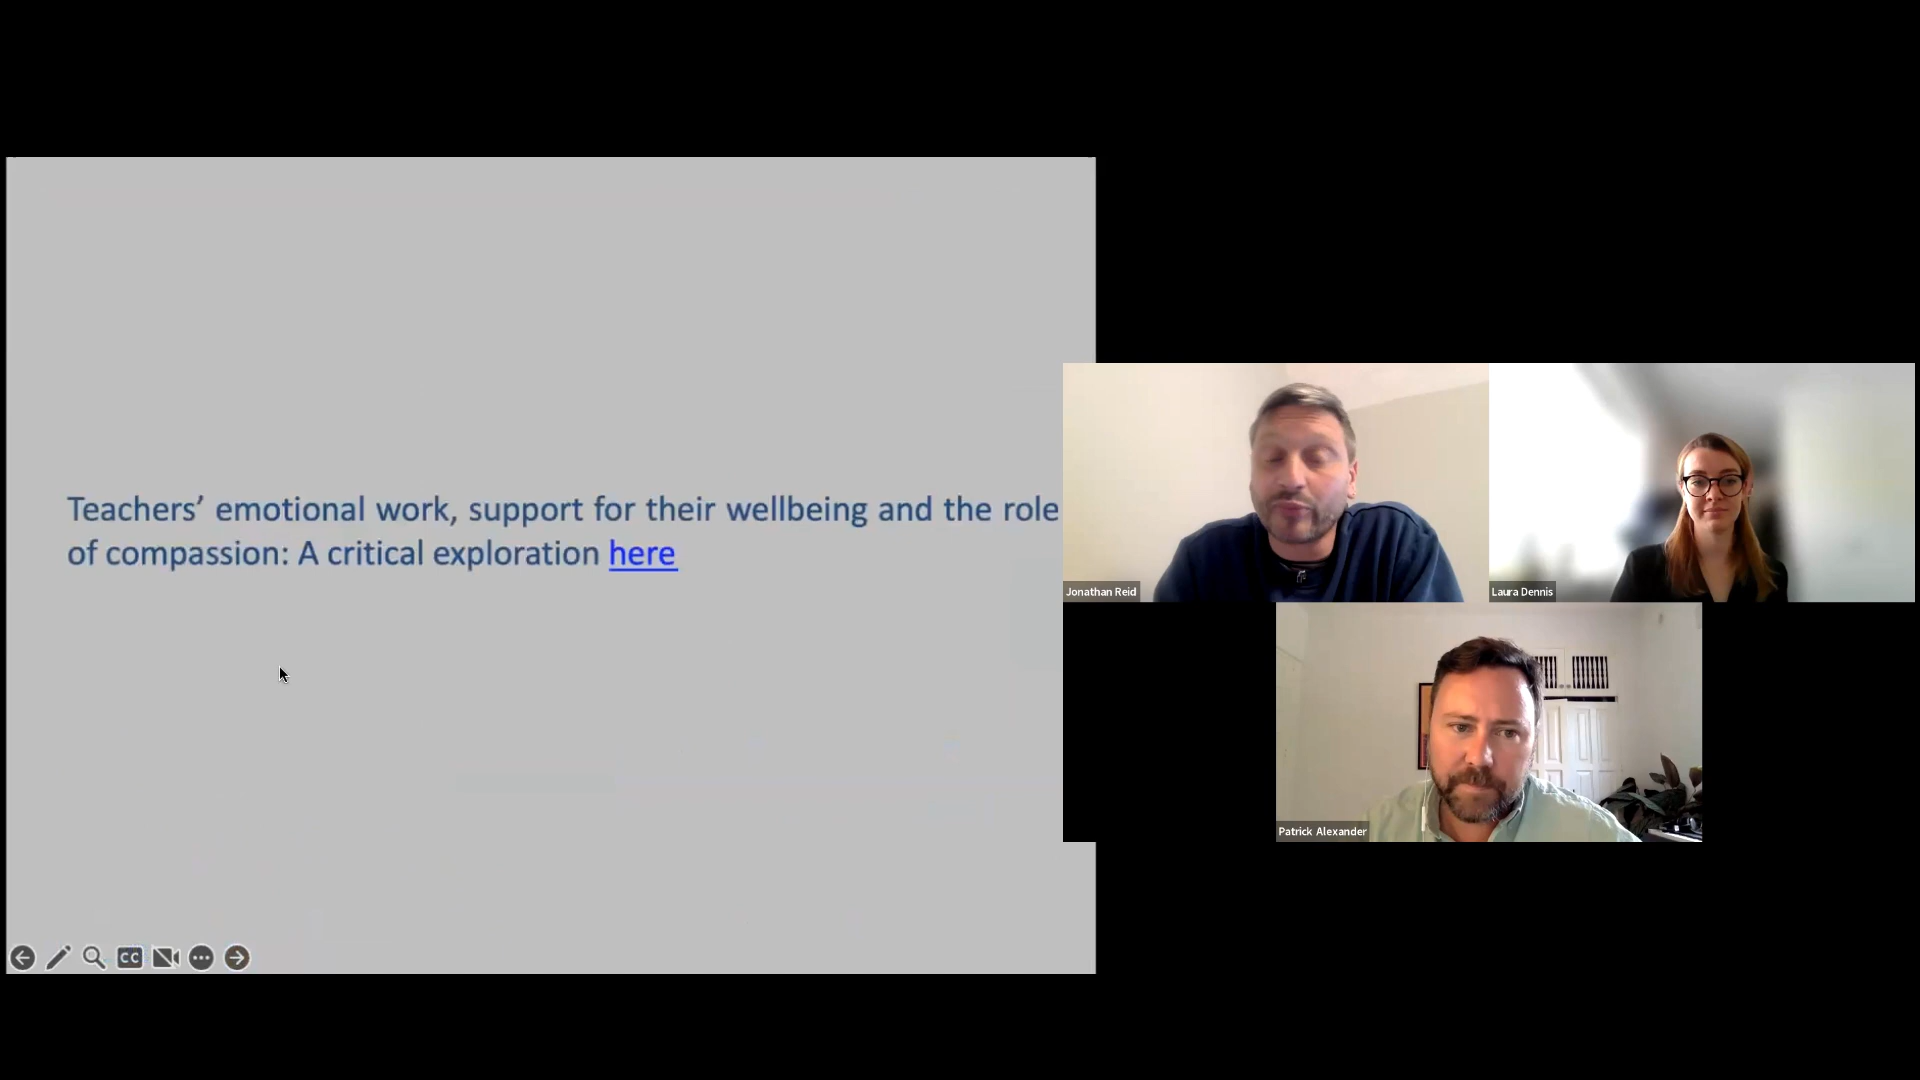 Teachers’ emotional work, support for their wellbeing and the role
of compassion: A critical exploration here
CC
Jonathan Reid
Laura Dennis
Patrick Alexander